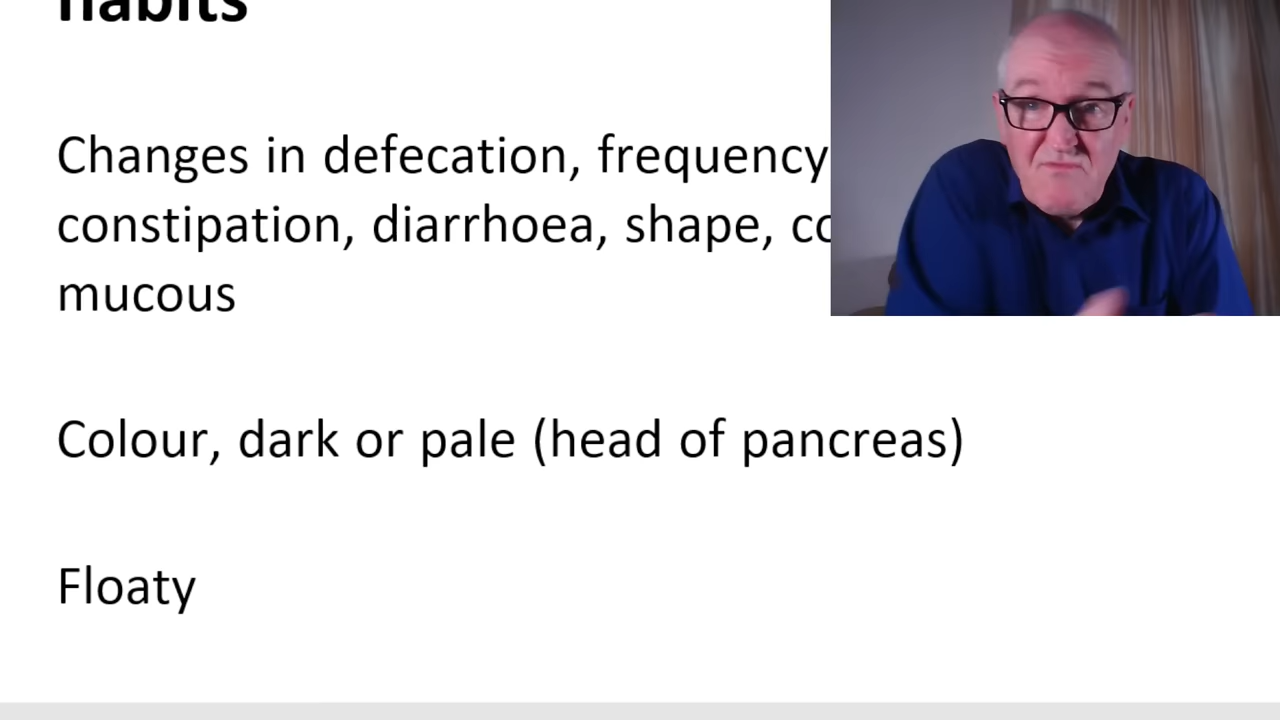 habits
Changes in defecation, frequency
constipation, diarrhoea, shape,
mucous
Colour, dark or pale (head of pancreas)
Floaty